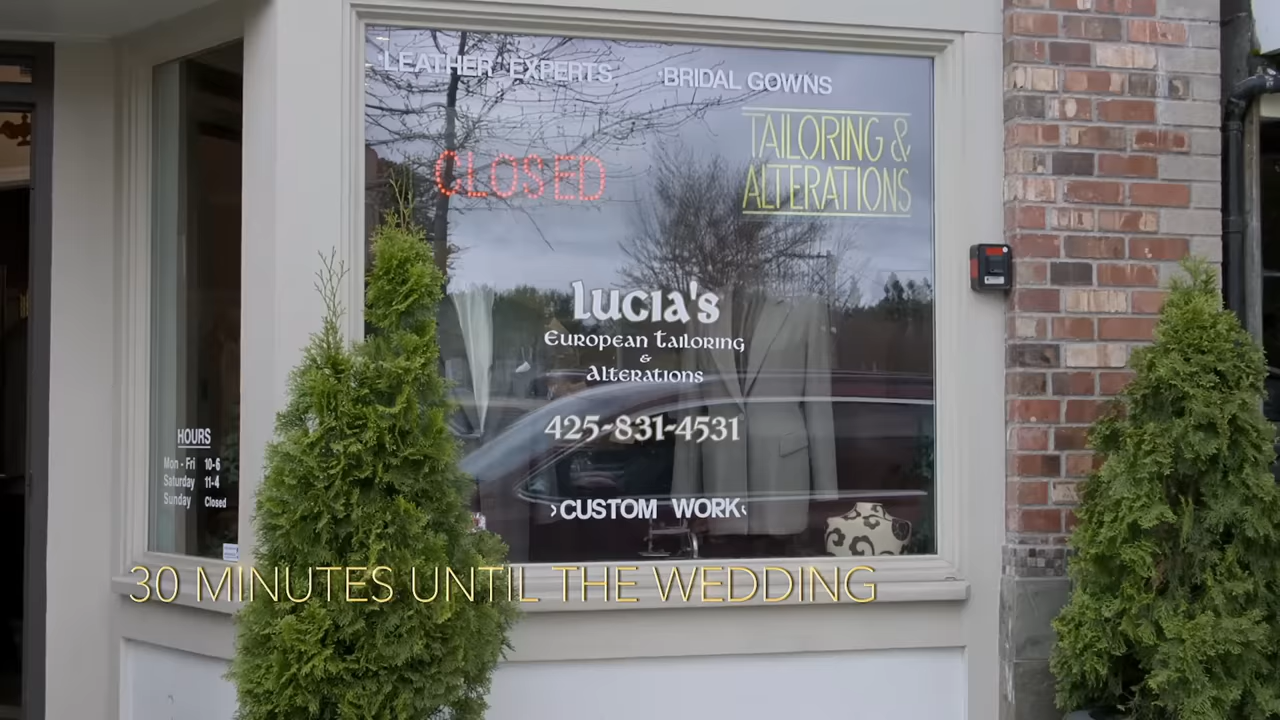 LEATHER EXPERTS
BRIDAL GOWNS
TAILORING &
ALTERATIONS
CLOSED
Lucia's
European Tailoring
&
Alterations
425-831-4531
HOURS
Mon - Fri 10-6
Saturday 11-4
Sunday Closed
CUSTOM WORK
30 MINUTES UNTIL THE WEDDING